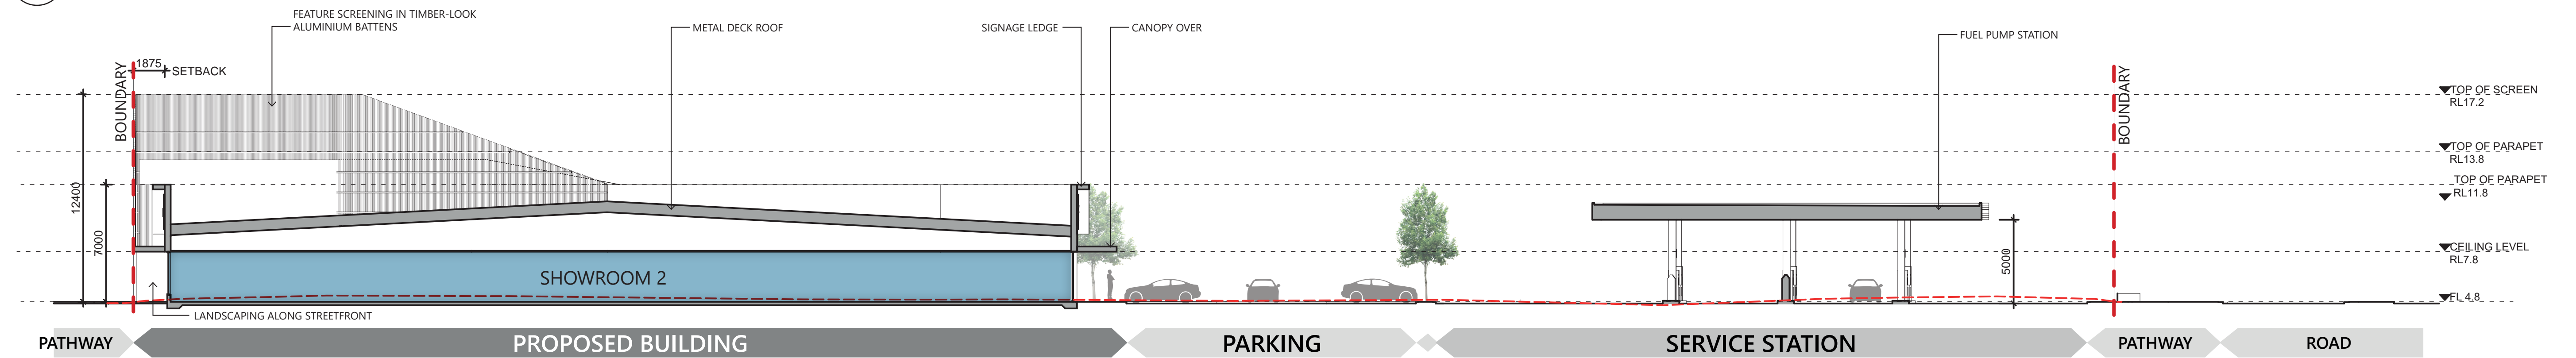 FEATURE SCREENING IN TIMBER-LOOK
ALUMINIUM BATTENS
METAL DECK ROOF
SIGNAGE LEDGE
CANOPY OVER
FUEL PUMP STATION
1875
SETBACK
BOUNDARY
BOUNDARY
TOP OF SCREEN
RL17.2
TOP OF PARAPET
RL13.8
TOP OF PARAPET
RL11.8
12400
7000
CEILING LEVEL
RL7.8
5000
SHOWROOM 2
FL 4.8
LANDSCAPING ALONG STREETFRONT
PATHWAY
PROPOSED BUILDING
PARKING
SERVICE STATION
PATHWAY
ROAD